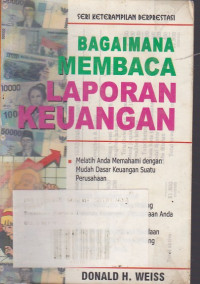 SERI KETERAMPILAN BERPRESTASI
BAGAIMANA
MEMBACA
LAPORAN
KEUANGAN
• Melatih Anda Memahami dengan
Mudah Dasar Keuangan Suatu
Perusahaan
DONALD H. WEISS